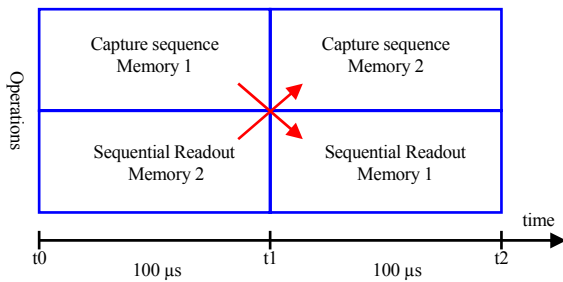 Operations
Capture sequence
Memory 1
Capture sequence
Memory 2
Sequential Readout
Memory 2
Sequential Readout
Memory 1
time
t0
100 µs
t1
100 µs
t2